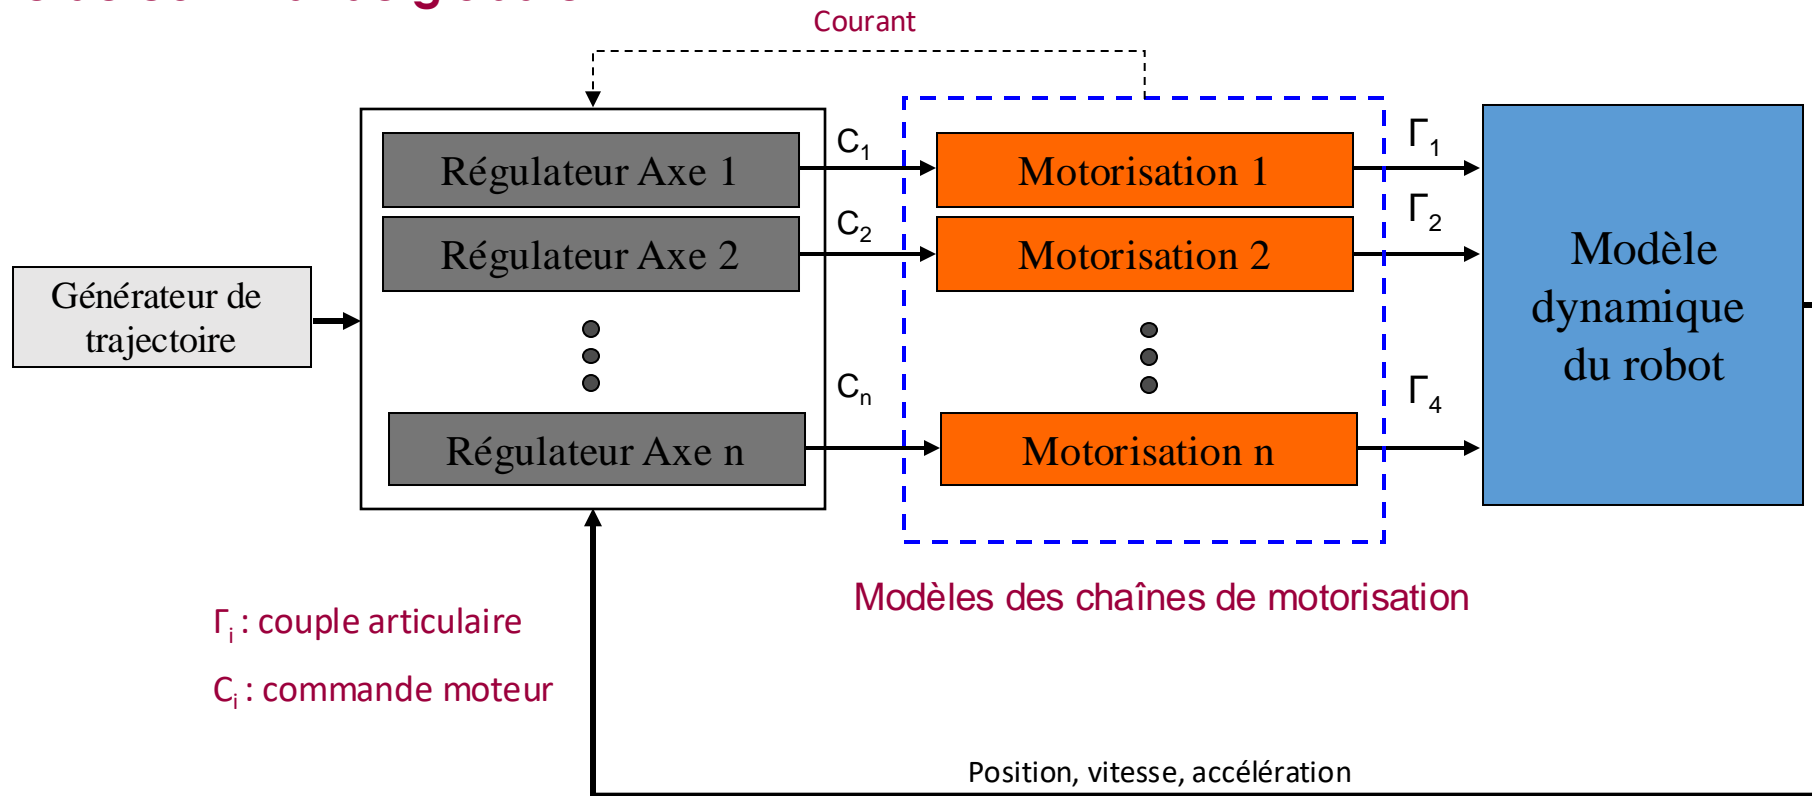 Courant
Régulateur Axe 1
C1
Motorisation 1
Γ1
Régulateur Axe 2
C2
Motorisation 2
Γ2
Générateur de
trajectoire
Modèle
dynamique
du robot
Cn
Γ4
Régulateur Axe n
Motorisation n
Modèles des chaînes de motorisation
Γi : couple articulaire
Ci : commande moteur
Position, vitesse, accélération